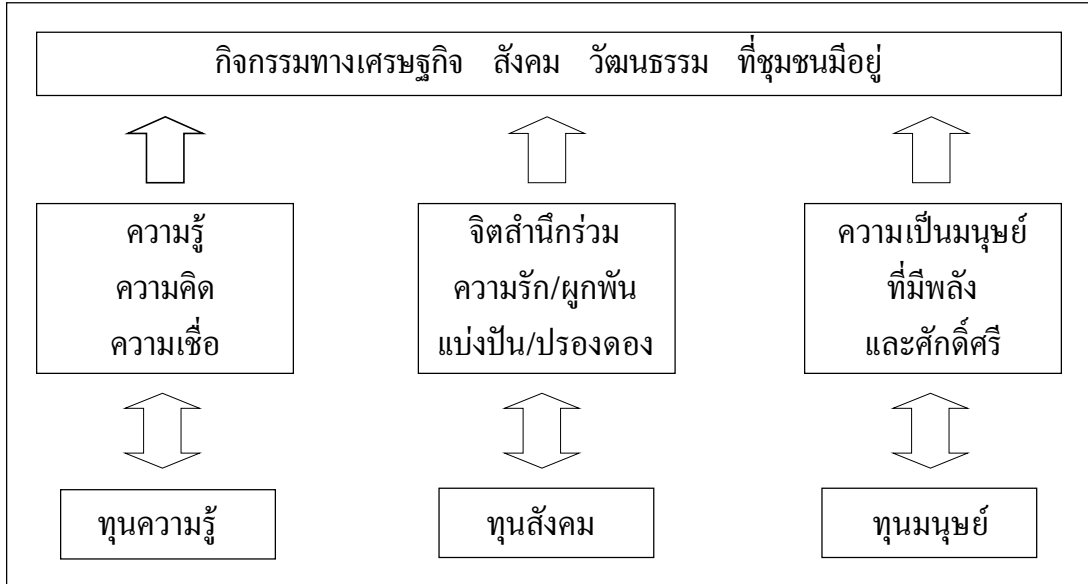 กิจกรรมทางเศรษฐกิจ สังคม วัฒนธรรม ที่ชุมชนมีอยู่
ความรู้
ความคิด
ความเชื่อ
จิตสำนึกร่วม
ความรัก/ผูกพัน
แบ่งปัน/ปรองดอง
ความเป็นมนุษย์
ที่มีพลัง
และศักดิ์ศรี
ทุนความรู้
ทุนสังคม
ทุนมนุษย์